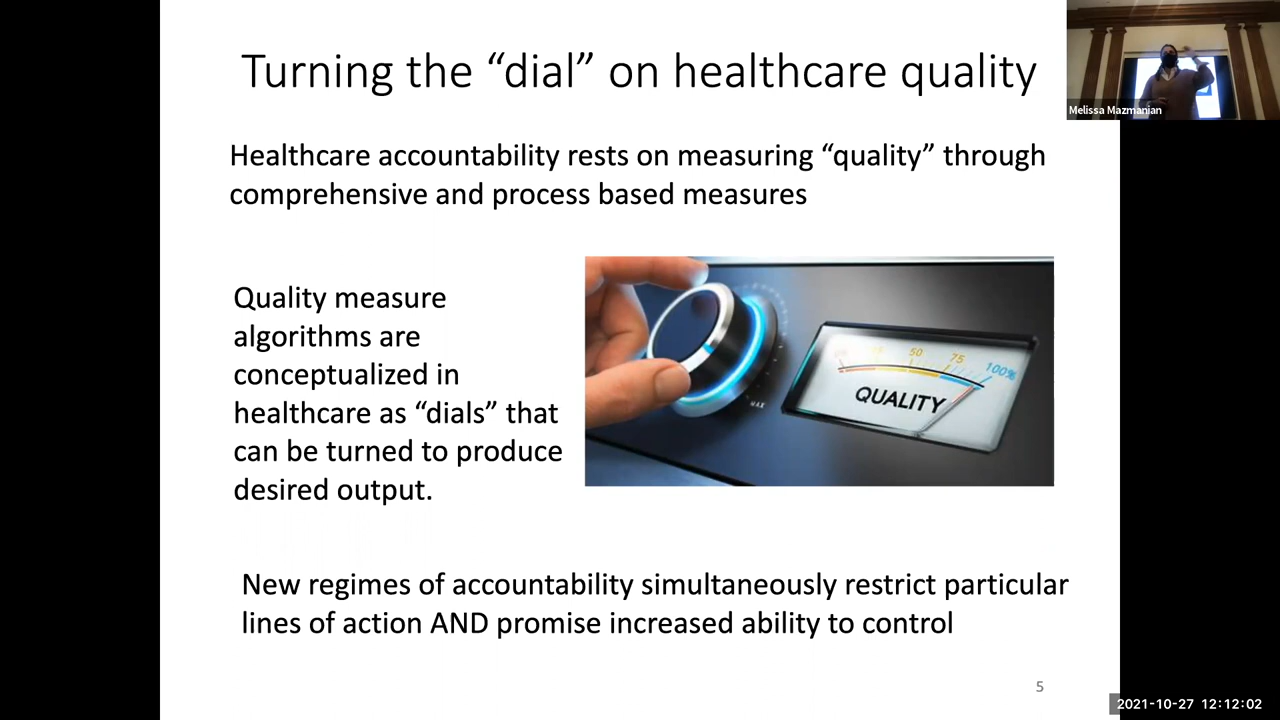 Turning the “dial” on healthcare quality
Melissa Mazmanian
Healthcare accountability rests on measuring “quality” through
comprehensive and process based measures
Quality measure
algorithms are
conceptualized in
healthcare as “dials” that
can be turned to produce
desired output.
50
75
100%
QUALITY
New regimes of accountability simultaneously restrict particular
lines of action AND promise increased ability to control
5
2021-10-27 12:12:02